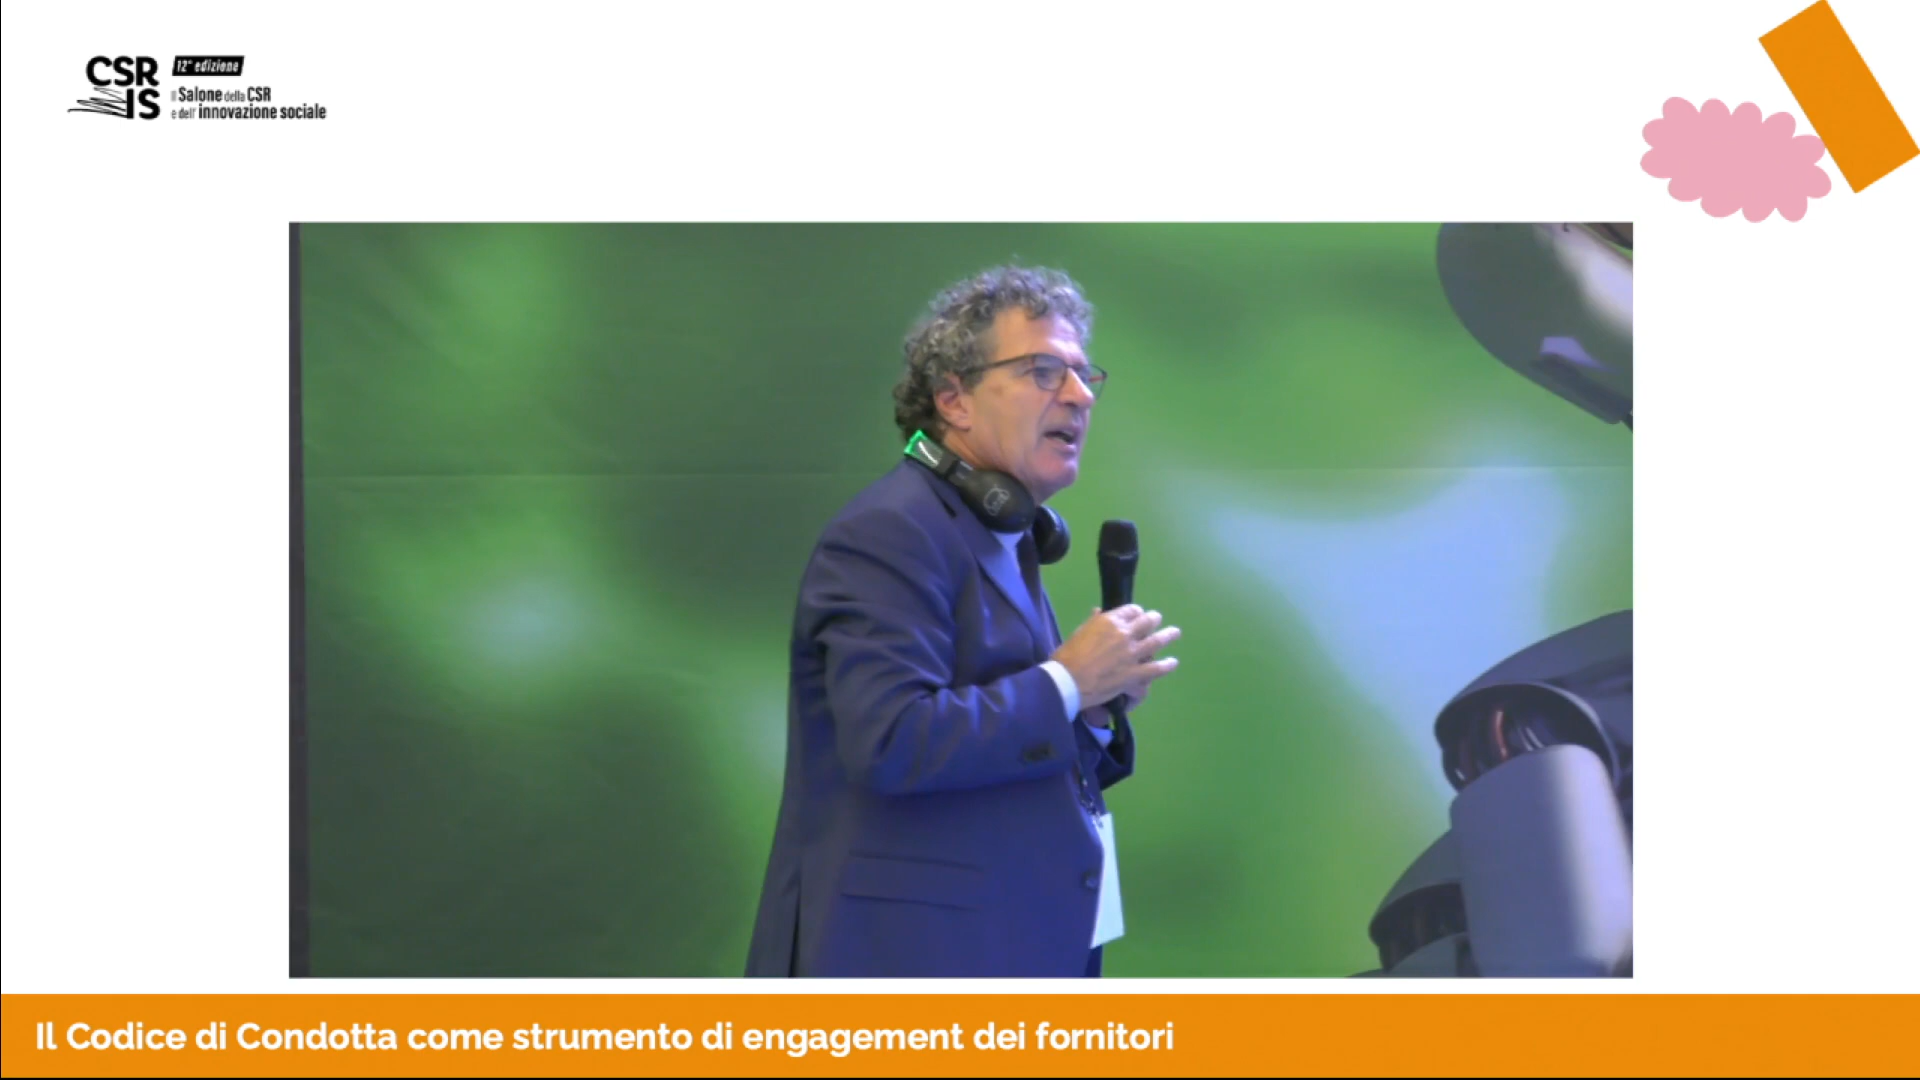 CSR
IS
12ª edizione
il Salone della CSR
e dell'innovazione sociale
Il Codice di Condotta come strumento di engagement dei fornitori